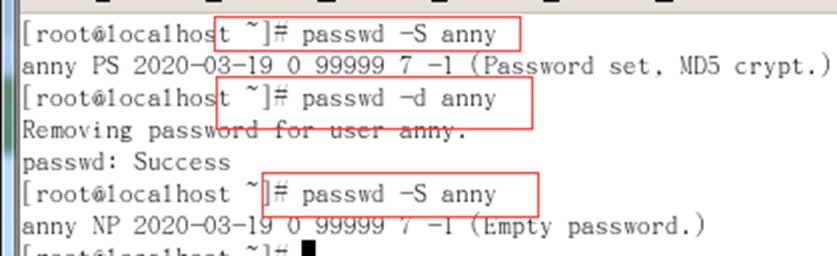 [root@localhost ~]# passwd -S anny
anny PS 2020-03-19 0 99999 7 -1 (Password set, MD5 crypt.)
[root@localhost ~]# passwd -d anny
Removing password for user anny.
passwd: Success
[root@localhost ~]# passwd -S anny
anny NP 2020-03-19 0 99999 7 -1 (Empty password.)
[root@localhost ~]#